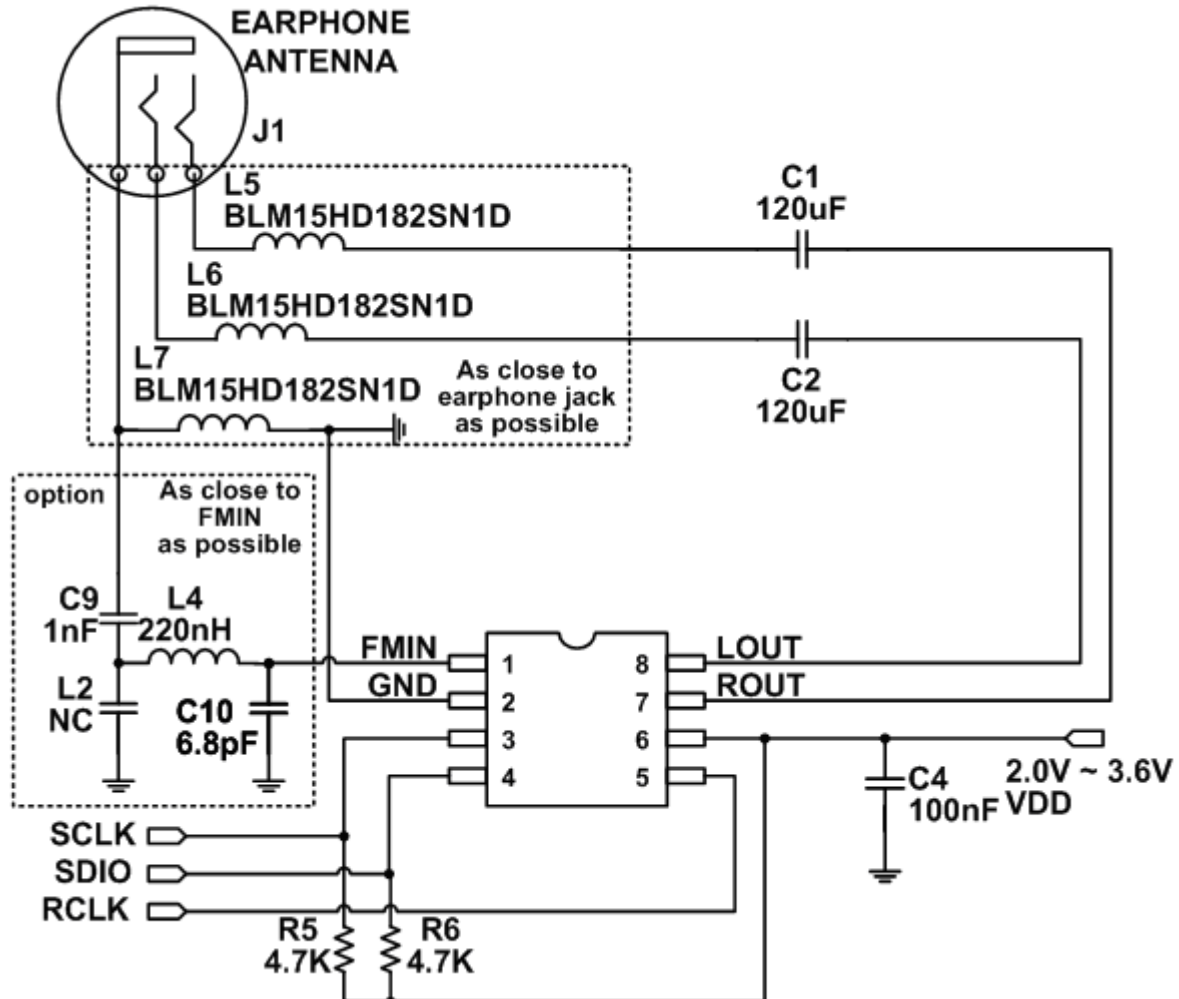 EARPHONE
ANTENNA
J1
L5
BLM15HD182SN1D
C1
120uF
L6
BLM15HD182SN1D
L7
BLM15HD182SN1D
As close to
earphone jack
as possible
C2
120uF
option
As close to
FMIN
as possible
C9
1nF
L4
220nH
L2
NC
C10
6.8pF
FMIN
GND
1
2
3
4
8
7
6
5
LOUT
ROUT
C4
100nF
2.0V ~ 3.6V
VDD
SCLK
SDIO
RCLK
R5
4.7K
R6
4.7K